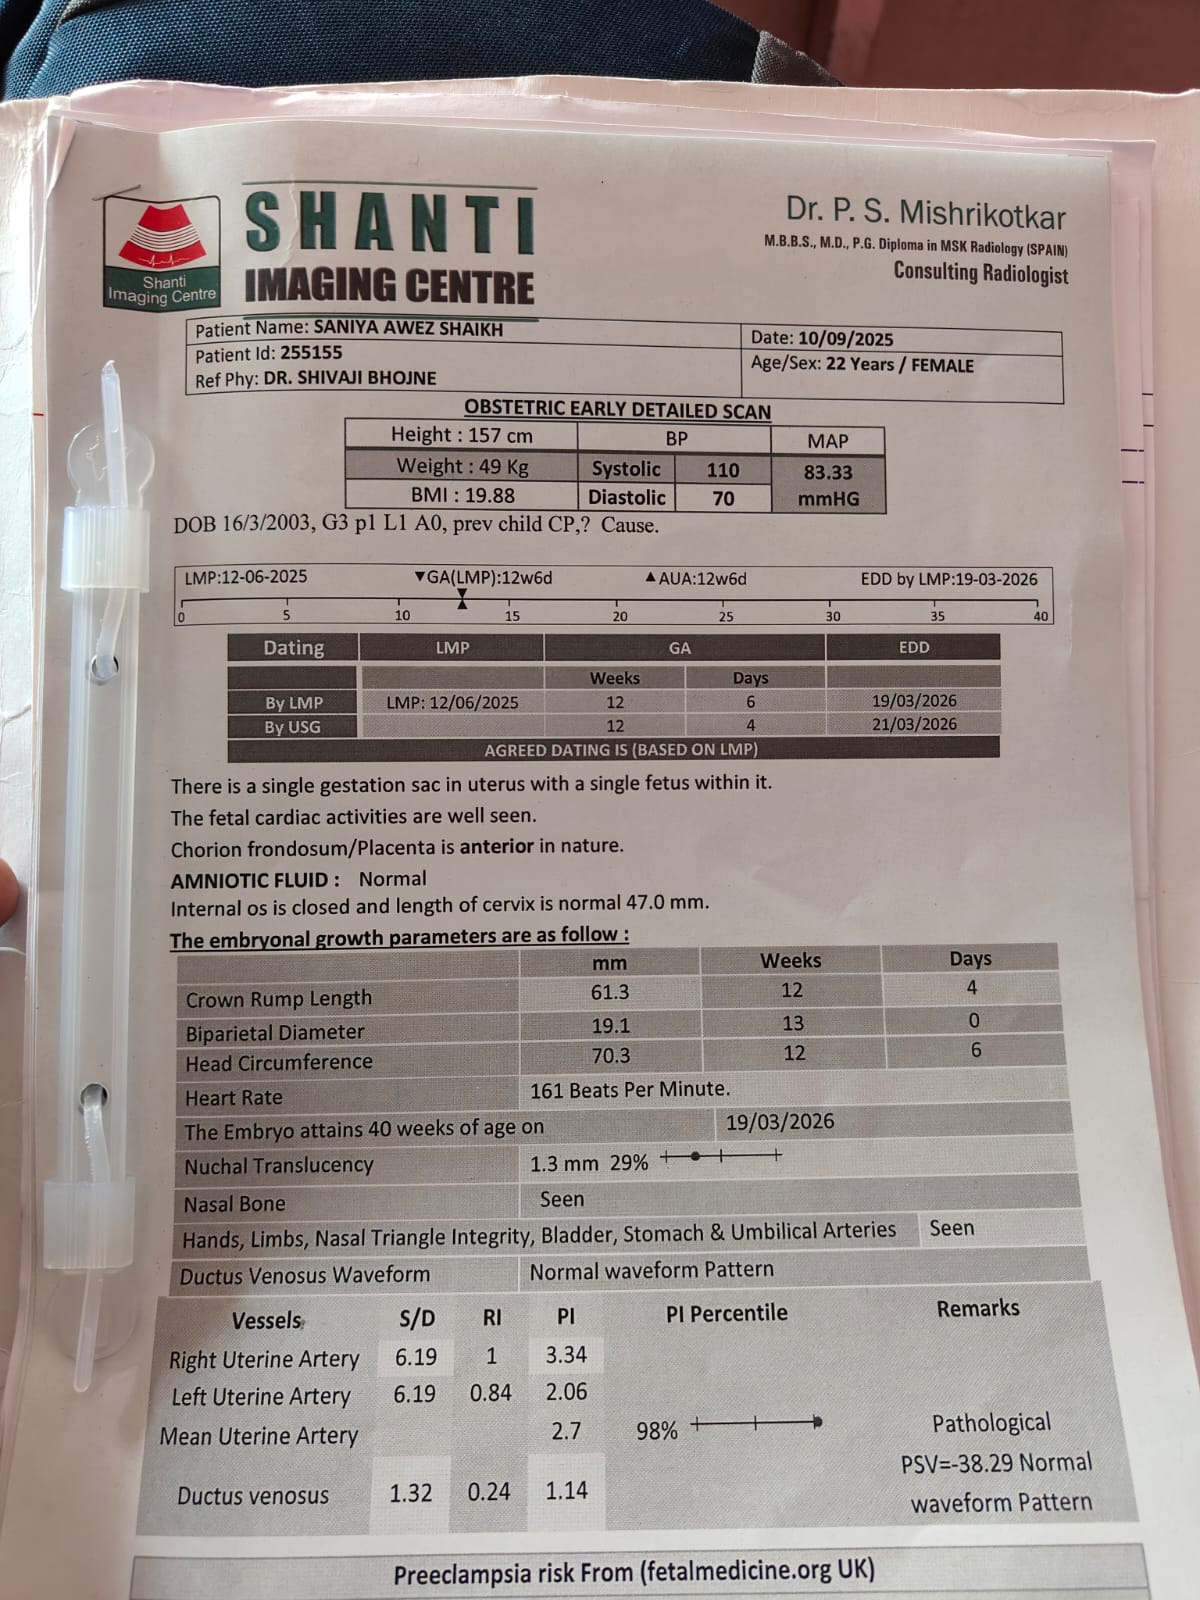 SHANTI
IMAGING CENTRE
Shanti
Imaging Centre
Dr. P. S. Mishrikotkar
M.B.B.S., M.D., P.G. Diploma in MSK Radiology (SPAIN)
Consulting Radiologist
Patient Name: SANIYA AWEZ SHAIKH
Patient Id: 255155
Ref Phy: DR. SHIVAJI BHOJNE
Date: 10/09/2025
Age/Sex: 22 Years / FEMALE
OBSTETRIC EARLY DETAILED SCAN
Height : 157 cm BP MAP
Weight : 49 Kg Systolic 110 83.33
BMI : 19.88 Diastolic 70 mmHG
DOB 16/3/2003, G3 p1 L1 A0, prev child CP,? Cause.
LMP:12-06-2025 ▼GA(LMP):12w6d ▲AUA:12w6d EDD by LMP:19-03-2026
0 5 10 15 20 25 30 35 40
Dating LMP GA EDD
Weeks Days
By LMP LMP: 12/06/2025 12 6 19/03/2026
By USG 12 4 21/03/2026
AGREED DATING IS (BASED ON LMP)
There is a single gestation sac in uterus with a single fetus within it.
The fetal cardiac activities are well seen.
Chorion frondosum/Placenta is anterior in nature.
AMNIOTIC FLUID : Normal
Internal os is closed and length of cervix is normal 47.0 mm.
The embryonal growth parameters are as follow :
mm Weeks Days
Crown Rump Length 61.3 12 4
Biparietal Diameter 19.1 13 0
Head Circumference 70.3 12 6
Heart Rate 161 Beats Per Minute.
The Embryo attains 40 weeks of age on 19/03/2026
Nuchal Translucency 1.3 mm 29%
Nasal Bone Seen
Hands, Limbs, Nasal Triangle Integrity, Bladder, Stomach & Umbilical Arteries Seen
Ductus Venosus Waveform Normal waveform Pattern
Vessels S/D RI PI PI Percentile Remarks
Right Uterine Artery 6.19 1 3.34
Left Uterine Artery 6.19 0.84 2.06
Mean Uterine Artery 2.7 98% Pathological
Ductus venosus 1.32 0.24 1.14 PSV=-38.29 Normal
waveform Pattern
Preeclampsia risk From (fetalmedicine.org UK)